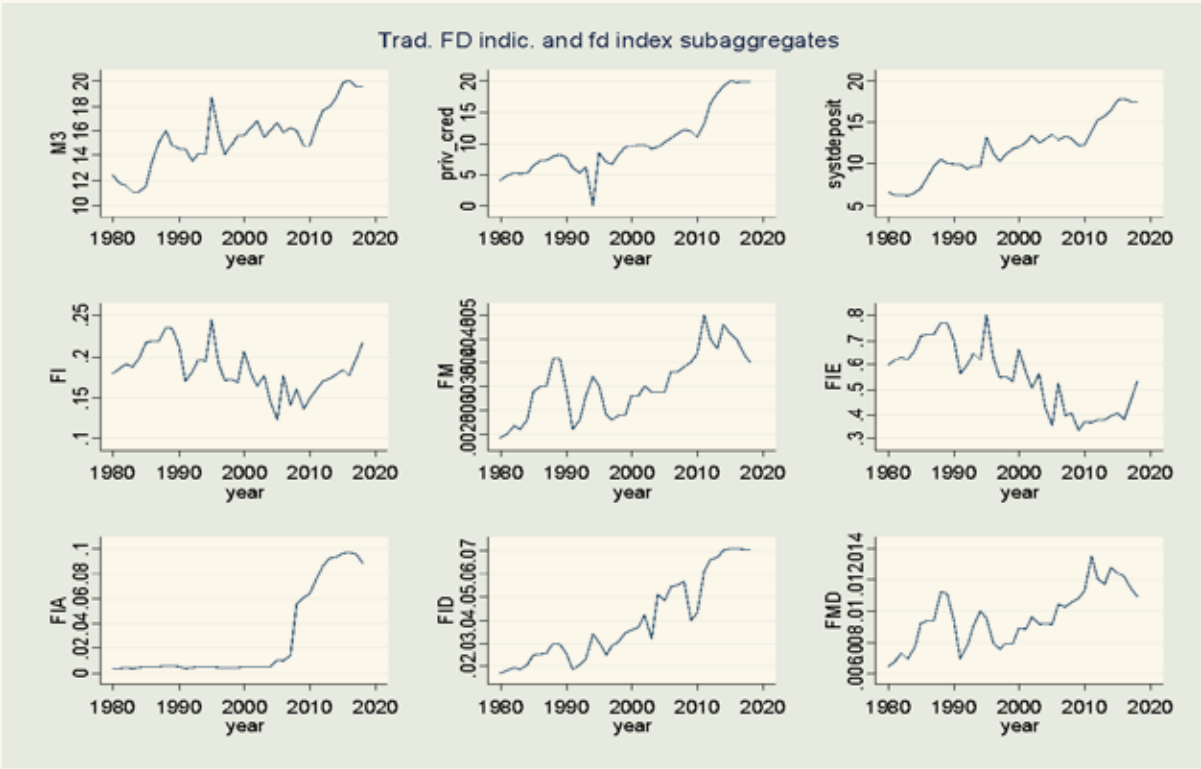 Trad. FD indic. and fd index subaggregates
M3
10 12 14 16 18 20
1980 1990 2000 2010 2020
year
priv_cred
0 5 10 15 20
1980 1990 2000 2010 2020
year
systdeposit
5 10 15 20
1980 1990 2000 2010 2020
year
FI
.1 .15 .2 .25
1980 1990 2000 2010 2020
year
FM
1980 1990 2000 2010 2020
year
FIE
.3 .4 .5 .6 .7 .8
1980 1990 2000 2010 2020
year
FIA
0 .02.04.06.08 .1
1980 1990 2000 2010 2020
year
FID
.02.03.04.05.06.07
1980 1990 2000 2010 2020
year
FMD
.006.008.01.012.014
1980 1990 2000 2010 2020
year